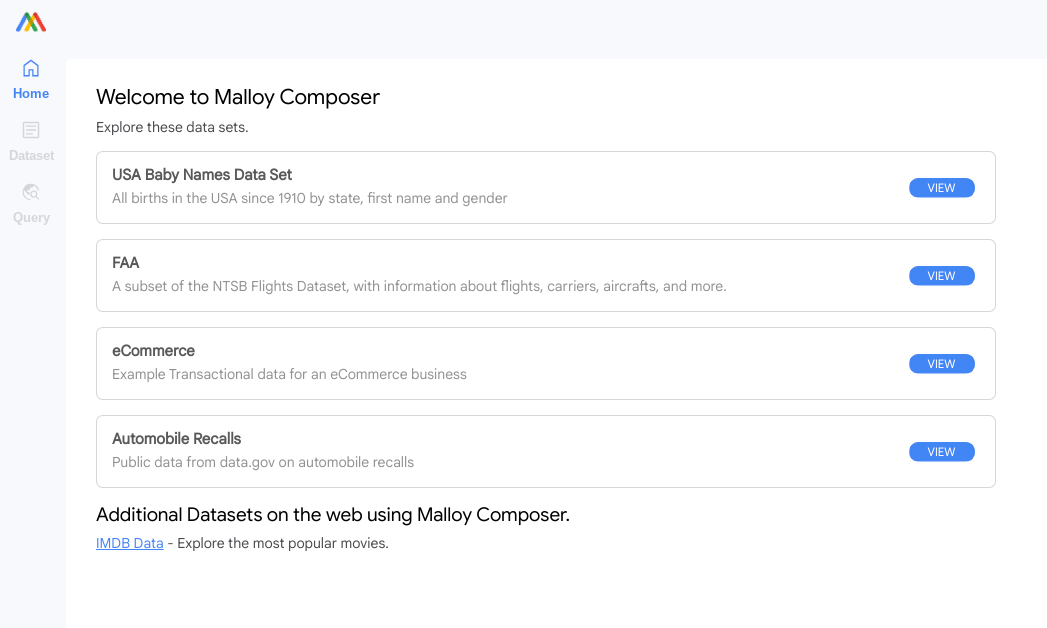 Home
Dataset
Query
Welcome to Malloy Composer
Explore these data sets.
USA Baby Names Data Set
All births in the USA since 1910 by state, first name and gender
VIEW
FAA
A subset of the NTSB Flights Dataset, with information about flights, carriers, aircrafts, and more.
VIEW
eCommerce
Example Transactional data for an eCommerce business
VIEW
Automobile Recalls
Public data from data.gov on automobile recalls
VIEW
Additional Datasets on the web using Malloy Composer.
IMDB Data - Explore the most popular movies.